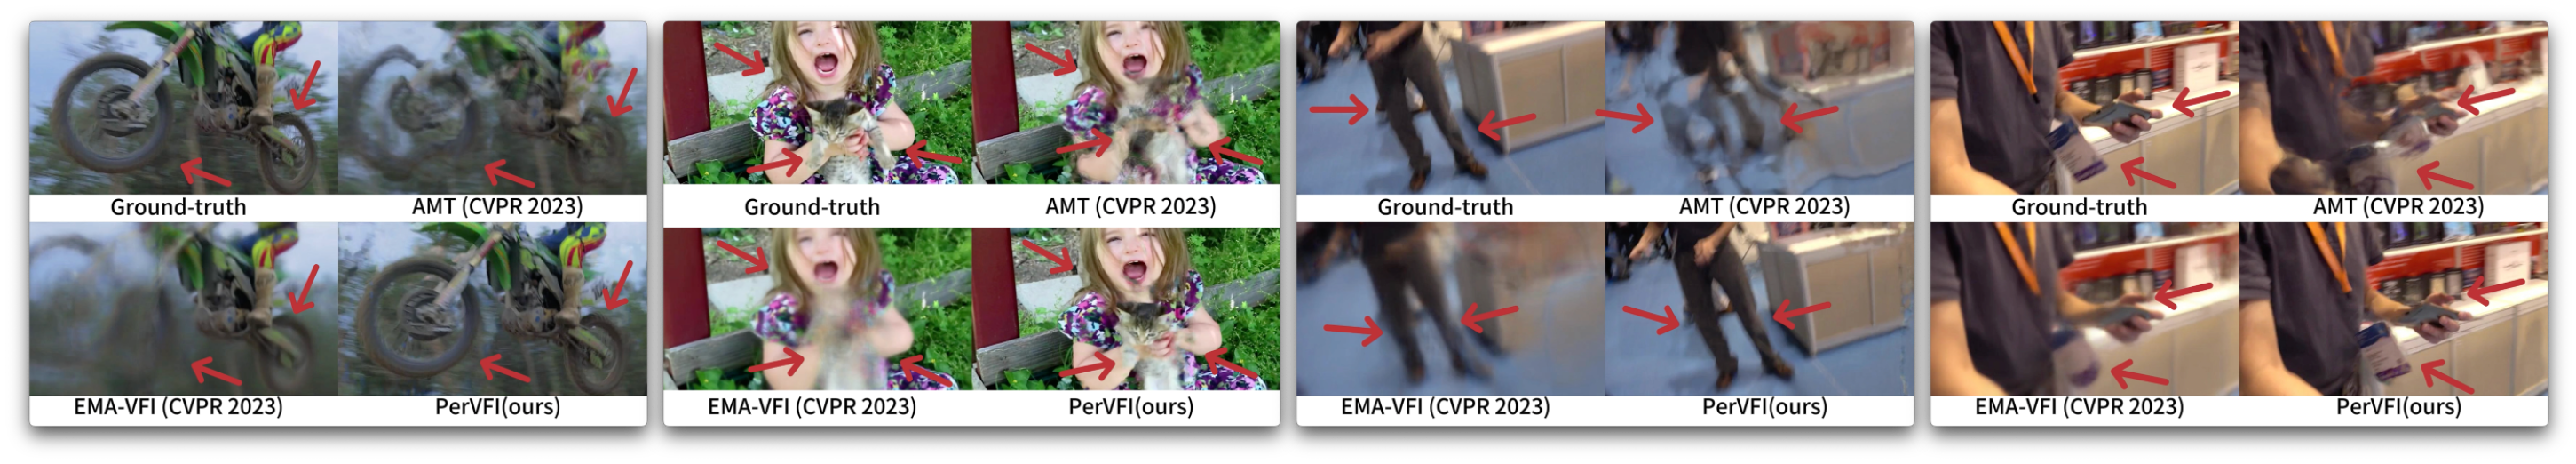 Ground-truth
AMT (CVPR 2023)
EMA-VFI (CVPR 2023)
PerVFI(ours)
Ground-truth
AMT (CVPR 2023)
EMA-VFI (CVPR 2023)
PerVFI(ours)
Ground-truth
AMT (CVPR 2023)
EMA-VFI (CVPR 2023)
PerVFI(ours)
Ground-truth
AMT (CVPR 2023)
EMA-VFI (CVPR 2023)
PerVFI(ours)